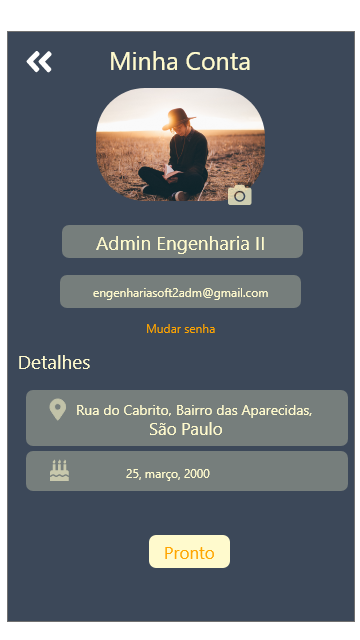 Minha Conta
Admin Engenharia II
engenhariasoft2adm@gmail.com
Mudar senha
Detalhes
Rua do Cabrito, Bairro das Aparecidas,
São Paulo
25, março, 2000
Pronto